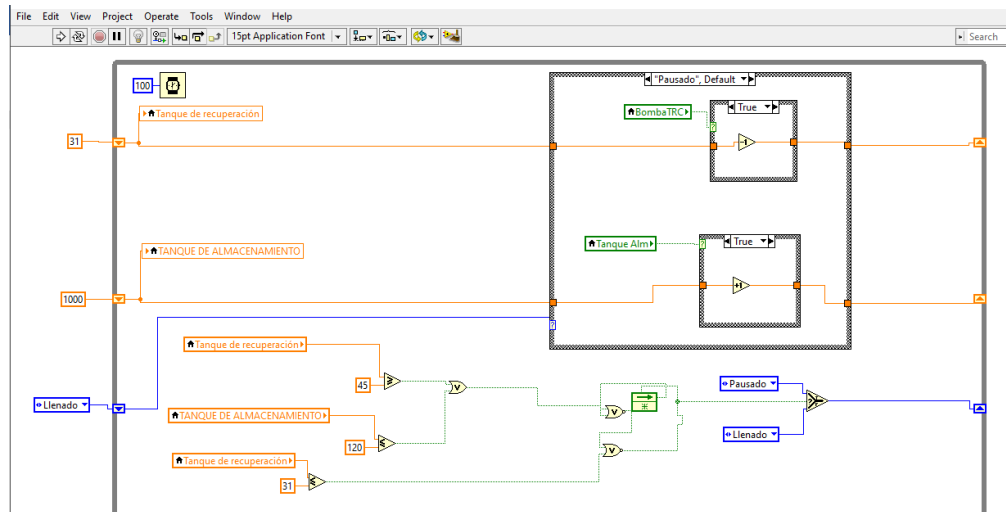 File Edit View Project Operate Tools Window Help
15pt Application Font
Search
100
"Pausado", Default
Tanque de recuperación
BombaTRC
True
-1
31
TANQUE DE ALMACENAMIENTO
Tanque Alm
True
+1
1000
Tanque de recuperación
45
Pausado
Llenado
TANQUE DE ALMACENAMIENTO
120
Llenado
Tanque de recuperación
31